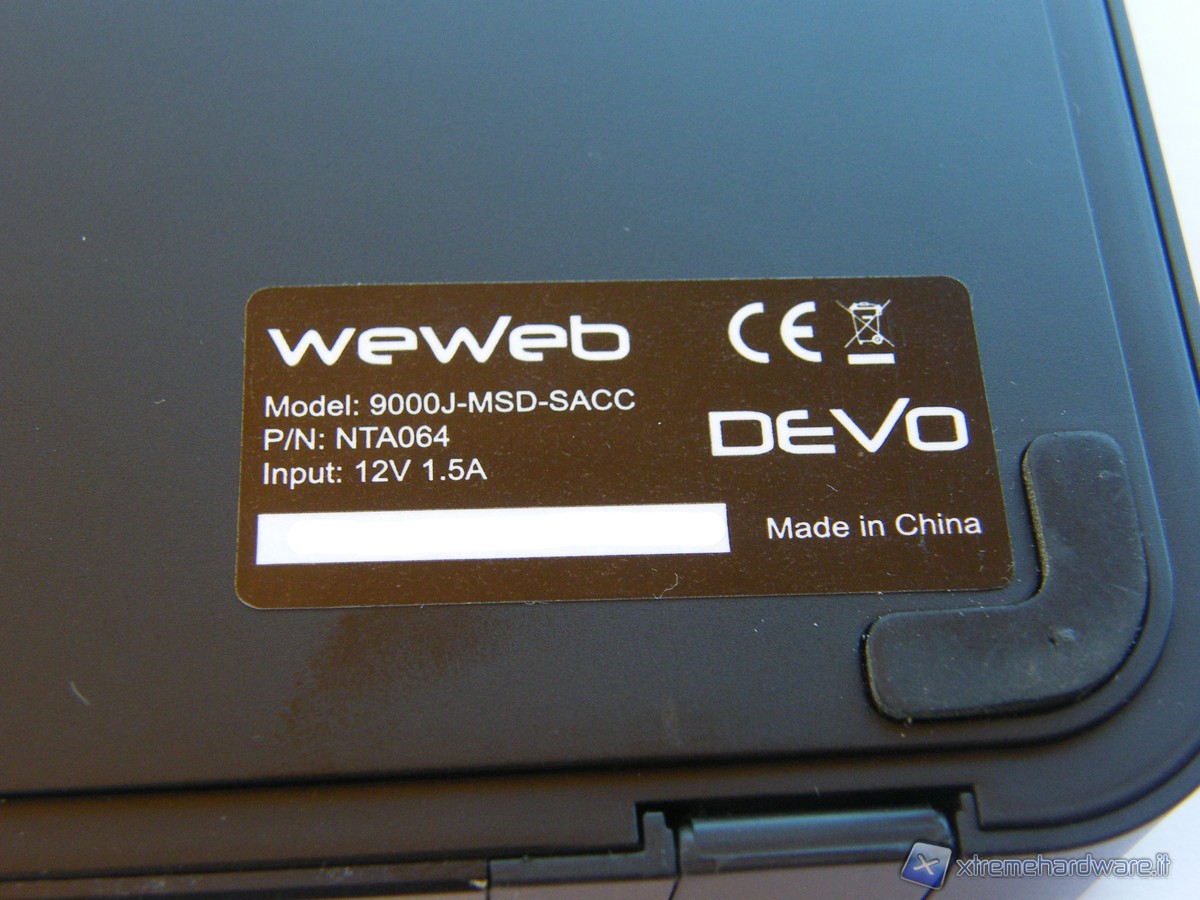 weweb
CE
Model: 9000J-MSD-SACC
P/N: NTA064
Input: 12V 1.5A
DEVO
Made in China
xtremehardware.it